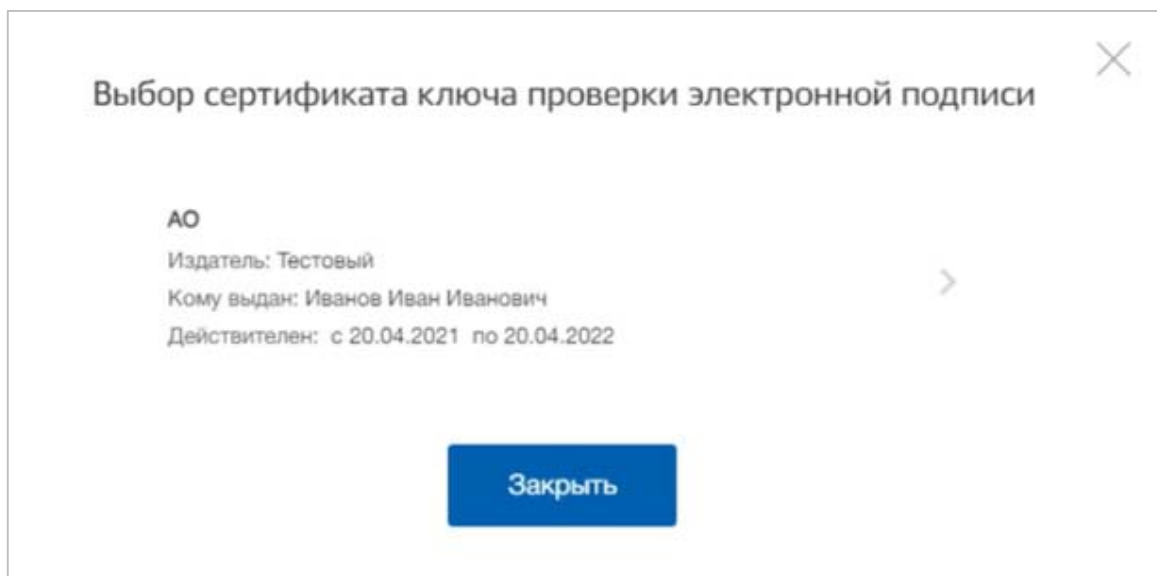 Выбор сертификата ключа проверки электронной подписи
АО
Издатель: Тестовый
Кому выдан: Иванов Иван Иванович
Действителен: с 20.04.2021 по 20.04.2022
Закрыть